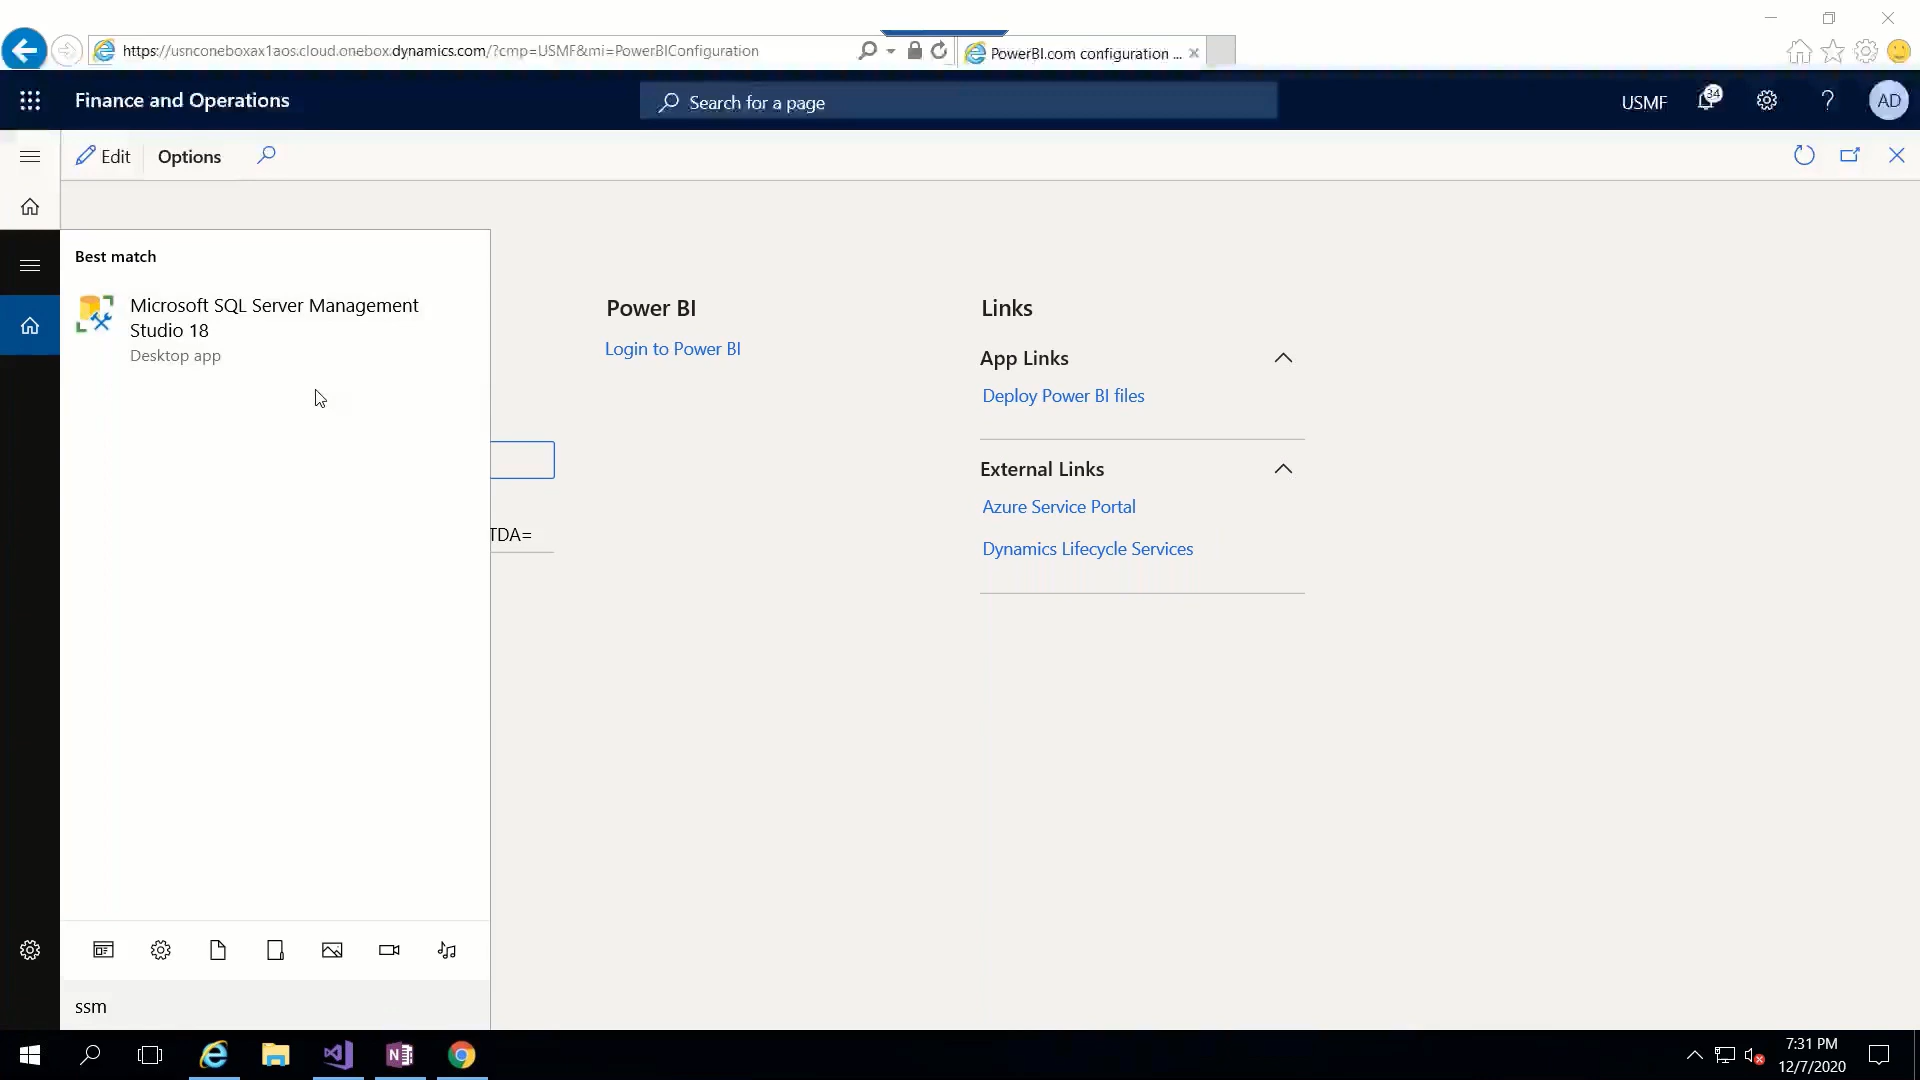 https://usnconeboxax1aos.cloud.onebox.dynamics.com/?cmp=USMF&mi=PowerBIConfiguration
PowerBI.com configuration ...
Finance and Operations
Search for a page
USMF
34
?
AD
Edit
Options
Best match
Microsoft SQL Server Management
Studio 18
Desktop app
Power BI
Login to Power BI
Links
App Links
Deploy Power BI files
External Links
Azure Service Portal
Dynamics Lifecycle Services
TDA=
ssm
7:31 PM
12/7/2020